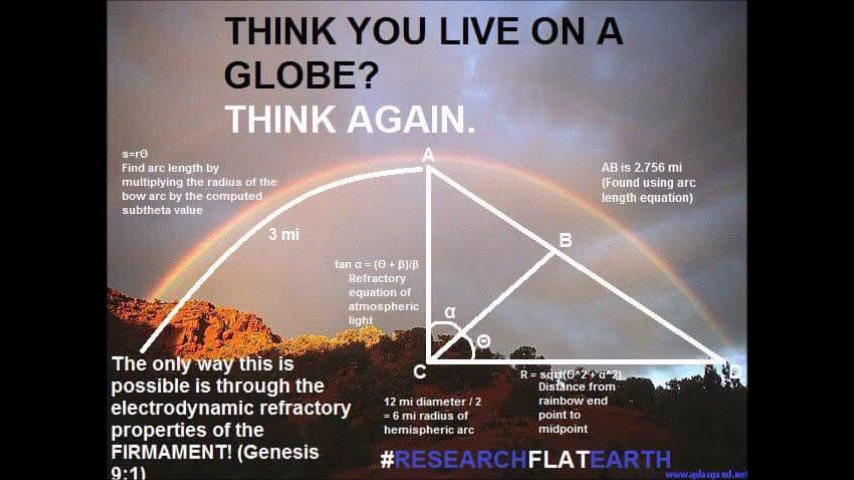 THINK YOU LIVE ON A
GLOBE?
THINK AGAIN.
s=rΘ
Find arc length by
multiplying the radius of the
bow arc by the computed
subtheta value
A
AB is 2.756 mi
(Found using arc
length equation)
3 mi
B
tan α = (Θ + β)/β
Refractory
equation of
atmospheric
light
α
Θ
C
D
The only way this is
possible is through the
electrodynamic refractory
properties of the
FIRMAMENT! (Genesis
9:1)
12 mi diameter / 2
= 6 mi radius of
hemispheric arc
R = sqrt(Θ^2 + α^2)
Distance from
rainbow end
point to
midpoint
#RESEARCHFLATEARTH